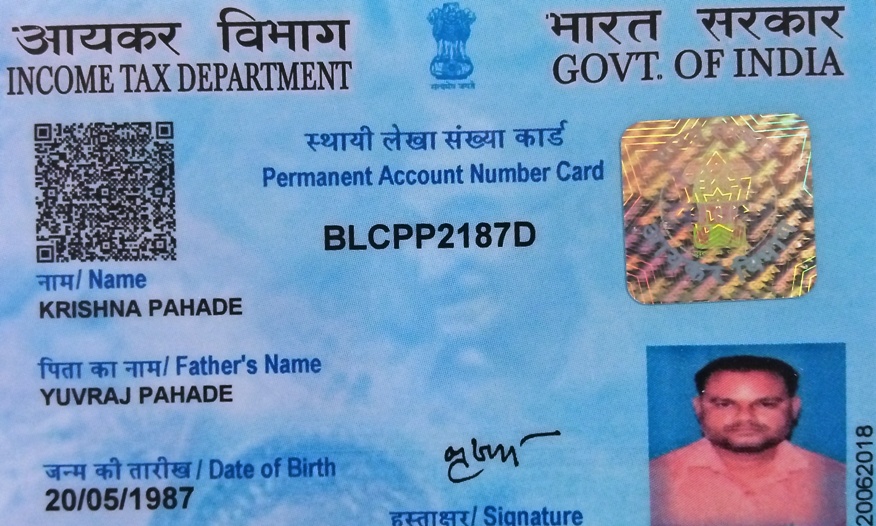 आयकर विभाग
INCOME TAX DEPARTMENT
भारत सरकार
GOVT. OF INDIA
सत्यमेव जयते
स्थायी लेखा संख्या कार्ड
Permanent Account Number Card
BLCPP2187D
नाम/ Name
KRISHNA PAHADE
पिता का नाम/ Father's Name
YUVRAJ PAHADE
जन्म की तारीख / Date of Birth
20/05/1987
हस्ताक्षर/ Signature
20062018